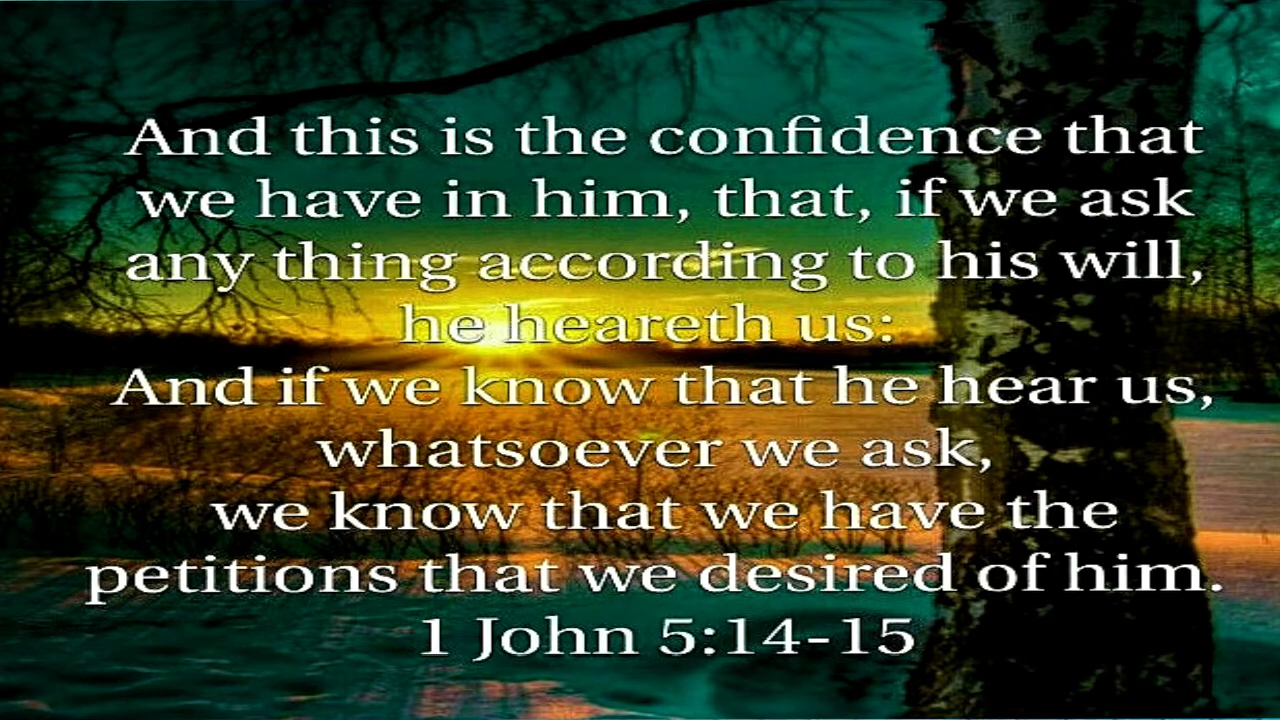 And this is the confidence that
we have in him, that, if we ask
any thing according to his will,
he heareth us:
And if we know that he hear us,
whatsoever we ask,
we know that we have the
petitions that we desired of him.
1 John 5:14-15